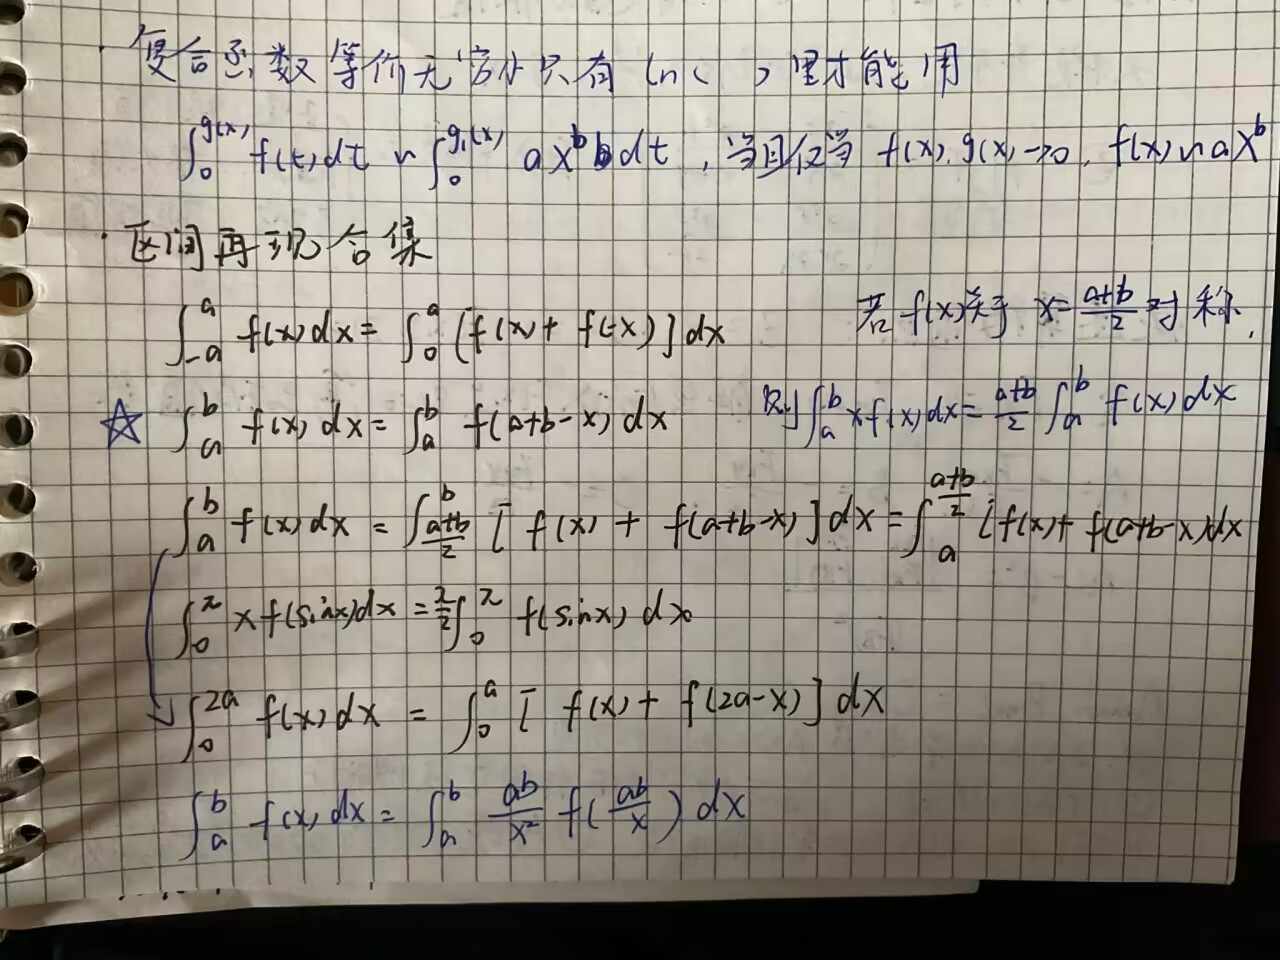 · 复合函数等价无穷小只有 ln( ) 里才能用
∫₀^{g(x)} f(t)dt ~ ∫₀^{g₁(x)} ax^b dt, 当且仅当 f(x), g(x)→0, f(x) ~ ax^b
· 区间再现合集
∫_{-a}^{a} f(x)dx = ∫₀^{a} [f(x) + f(-x)]dx
若 f(x)关于 x = (a+b)/2 对称,
☆ ∫_a^b f(x)dx = ∫_a^b f(a+b-x)dx
则 ∫_a^b xf(x)dx = (a+b)/2 ∫_a^b f(x)dx
∫_a^b f(x)dx = ∫_{(a+b)/2}^{b} [f(x) + f(a+b-x)]dx = ∫_a^{(a+b)/2} [f(x) + f(a+b-x)dx
∫₀^π xf(sinx)dx = π/2 ∫₀^π f(sinx)dx
∫₀^{2a} f(x)dx = ∫₀^a [f(x) + f(2a-x)]dx
∫_a^b f(x)dx = ∫_a^b ab/x² f(ab/x)dx